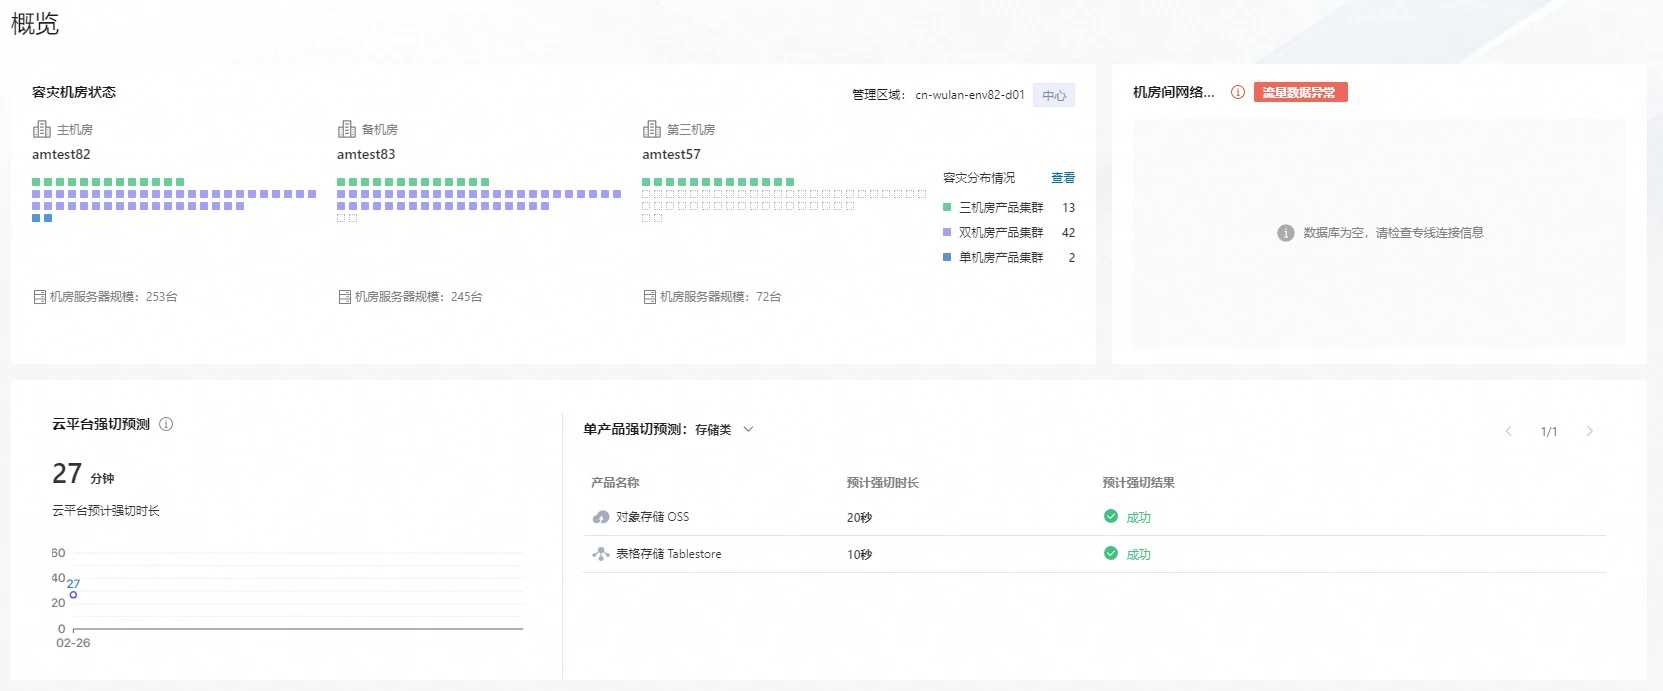 概览
容灾机房状态
管理区域： cn-wulan-env82-d01 中心
主机房
amtest82
备机房
amtest83
第三机房
amtest57
容灾分布情况 查看
三机房产品集群 13
双机房产品集群 42
单机房产品集群 2
机房服务器规模：253台
机房服务器规模：245台
机房服务器规模：72台
机房间网络... 流量数据异常
数据库为空，请检查专线连接信息
云平台强切预测
27 分钟
云平台预计强切时长
60
40
27
20
0
02-26
单产品强切预测：存储类
1/1
产品名称 预计强切时长 预计强切结果
对象存储 OSS 20秒 成功
表格存储 Tablestore 10秒 成功